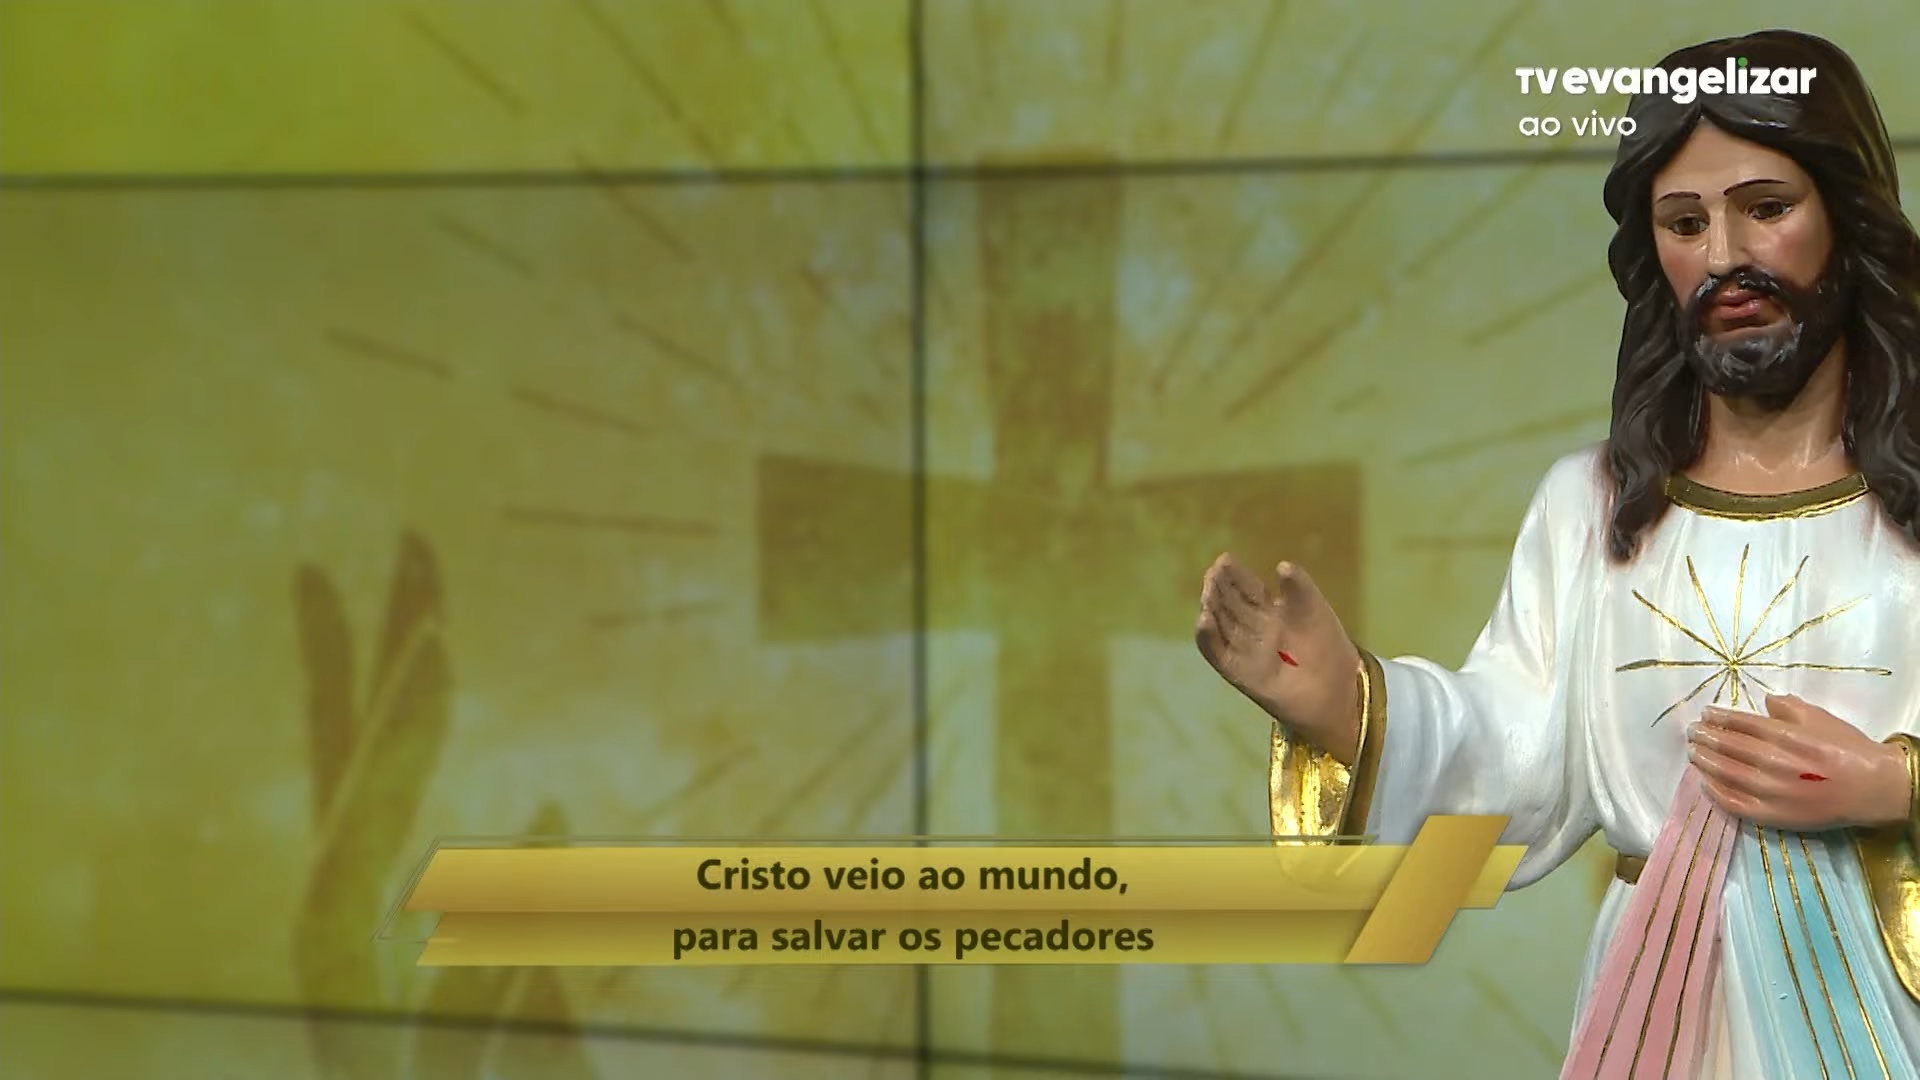 TV evangelizar
ao vivo
Cristo veio ao mundo,
para salvar os pecadores